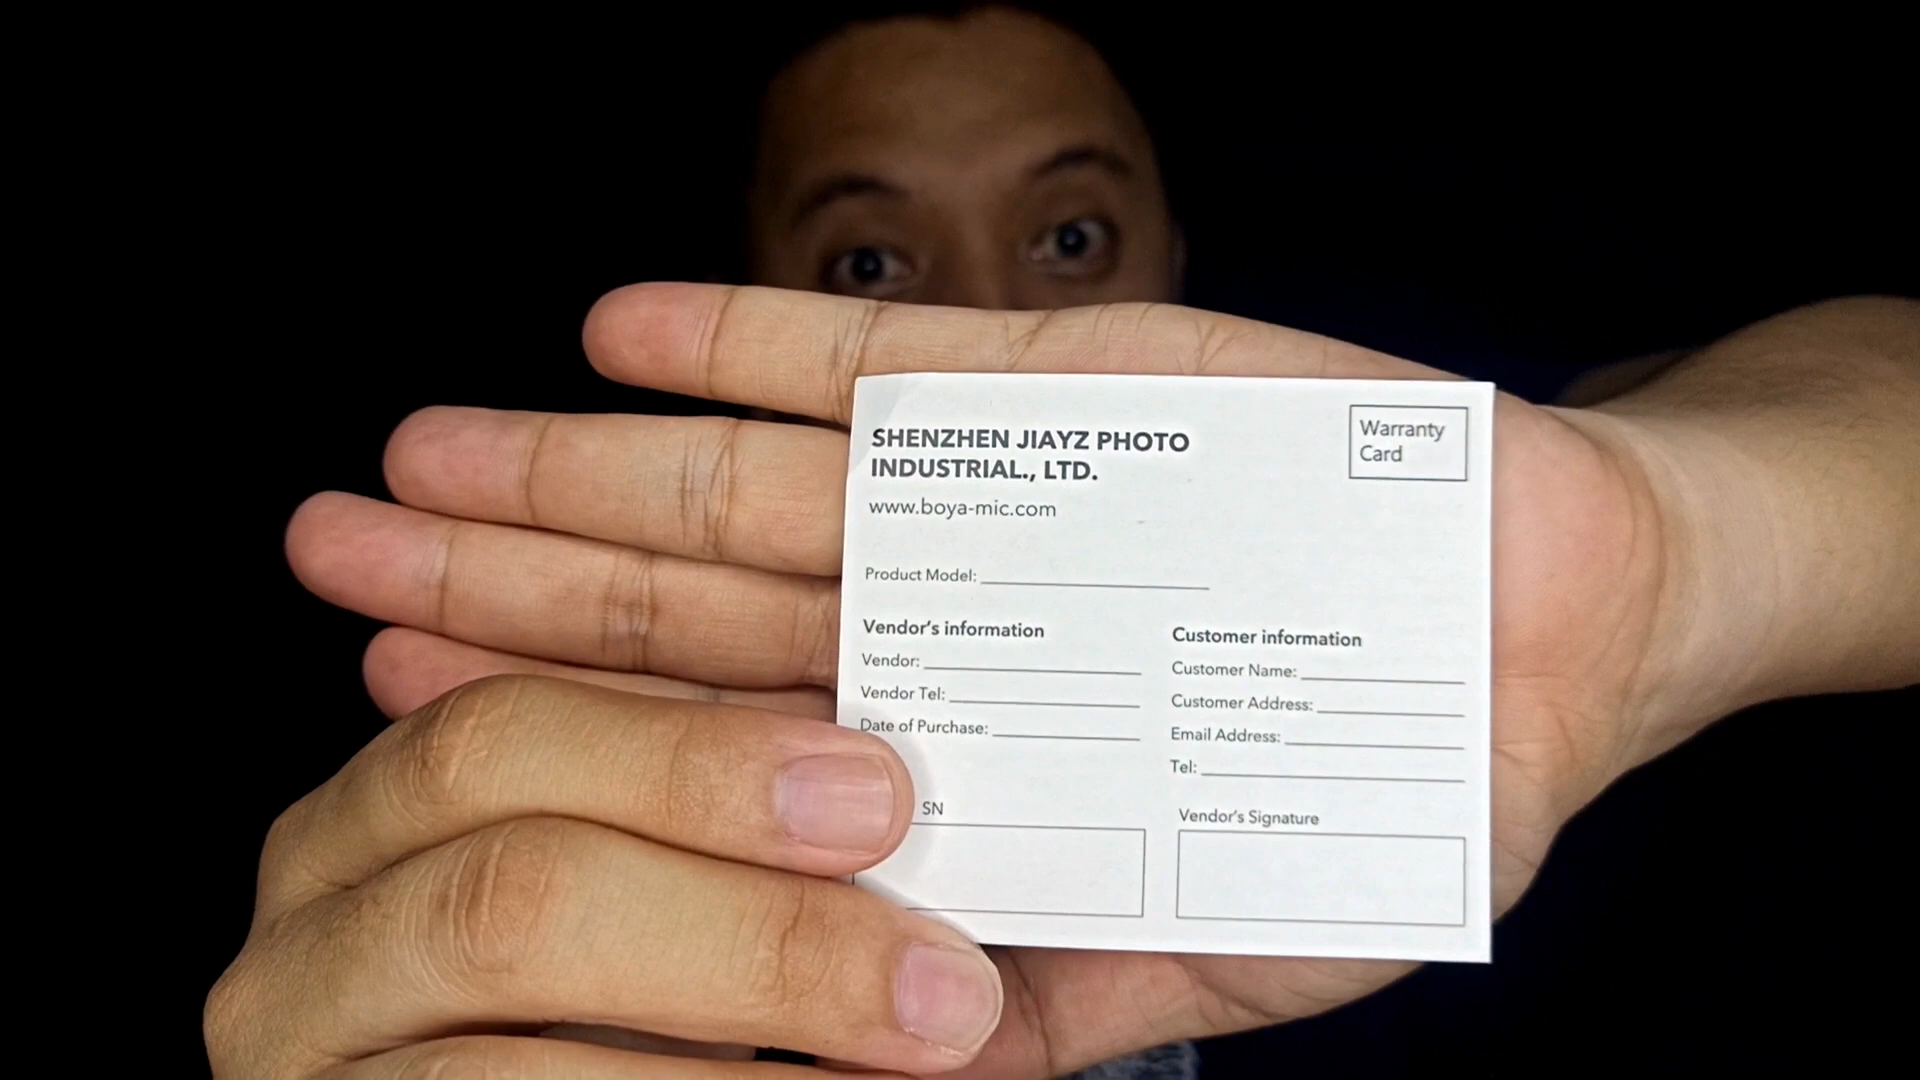 SHENZHEN JIAYZ PHOTO
INDUSTRIAL., LTD.
www.boya-mic.com
Warranty
Card
Product Model:
Vendor's information
Vendor:
Vendor Tel:
Date of Purchase:
SN
Customer information
Customer Name:
Customer Address:
Email Address:
Tel:
Vendor's Signature